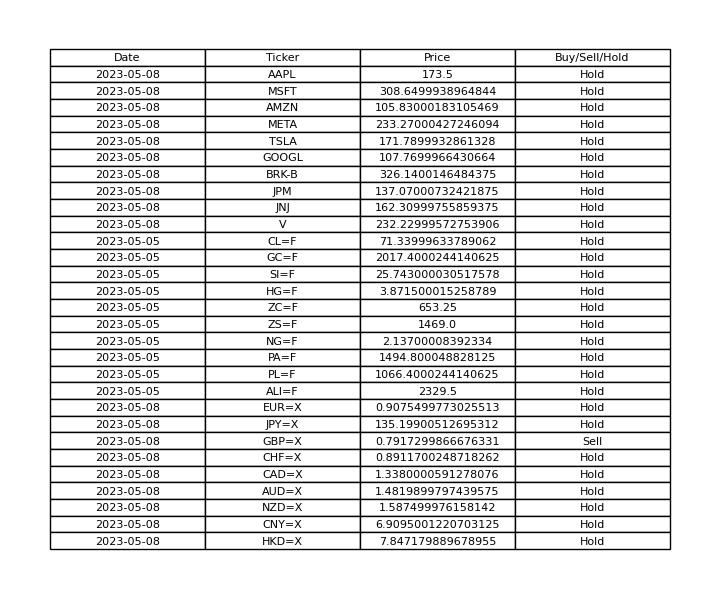 Date Ticker Price Buy/Sell/Hold
2023-05-08 AAPL 173.5 Hold
2023-05-08 MSFT 308.6499938964844 Hold
2023-05-08 AMZN 105.83000183105469 Hold
2023-05-08 META 233.27000427246094 Hold
2023-05-08 TSLA 171.7899932861328 Hold
2023-05-08 GOOGL 107.7699966430664 Hold
2023-05-08 BRK-B 326.1400146484375 Hold
2023-05-08 JPM 137.07000732421875 Hold
2023-05-08 JNJ 162.30999755859375 Hold
2023-05-08 V 232.22999572753906 Hold
2023-05-05 CL=F 71.33999633789062 Hold
2023-05-05 GC=F 2017.4000244140625 Hold
2023-05-05 SI=F 25.743000030517578 Hold
2023-05-05 HG=F 3.871500015258789 Hold
2023-05-05 ZC=F 653.25 Hold
2023-05-05 ZS=F 1469.0 Hold
2023-05-05 NG=F 2.13700008392334 Hold
2023-05-05 PA=F 1494.800048828125 Hold
2023-05-05 PL=F 1066.4000244140625 Hold
2023-05-05 ALI=F 2329.5 Hold
2023-05-08 EUR=X 0.9075499773025513 Hold
2023-05-08 JPY=X 135.19900512695312 Hold
2023-05-08 GBP=X 0.7917299866676331 Sell
2023-05-08 CHF=X 0.8911700248718262 Hold
2023-05-08 CAD=X 1.3380000591278076 Hold
2023-05-08 AUD=X 1.4819899797439575 Hold
2023-05-08 NZD=X 1.587499976158142 Hold
2023-05-08 CNY=X 6.9095001220703125 Hold
2023-05-08 HKD=X 7.847179889678955 Hold